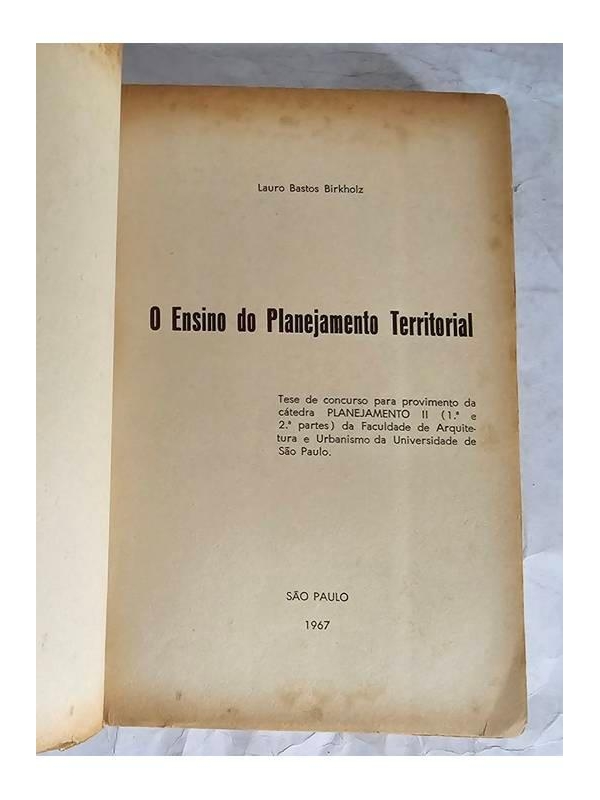 Lauro Bastos Birkholz
O Ensino do Planejamento Territorial
Tese de concurso para provimento da
cátedra PLANEJAMENTO II (1.ª e
2.ª partes) da Faculdade de Arquite-
tura e Urbanismo da Universidade de
São Paulo.
SÃO PAULO
1967